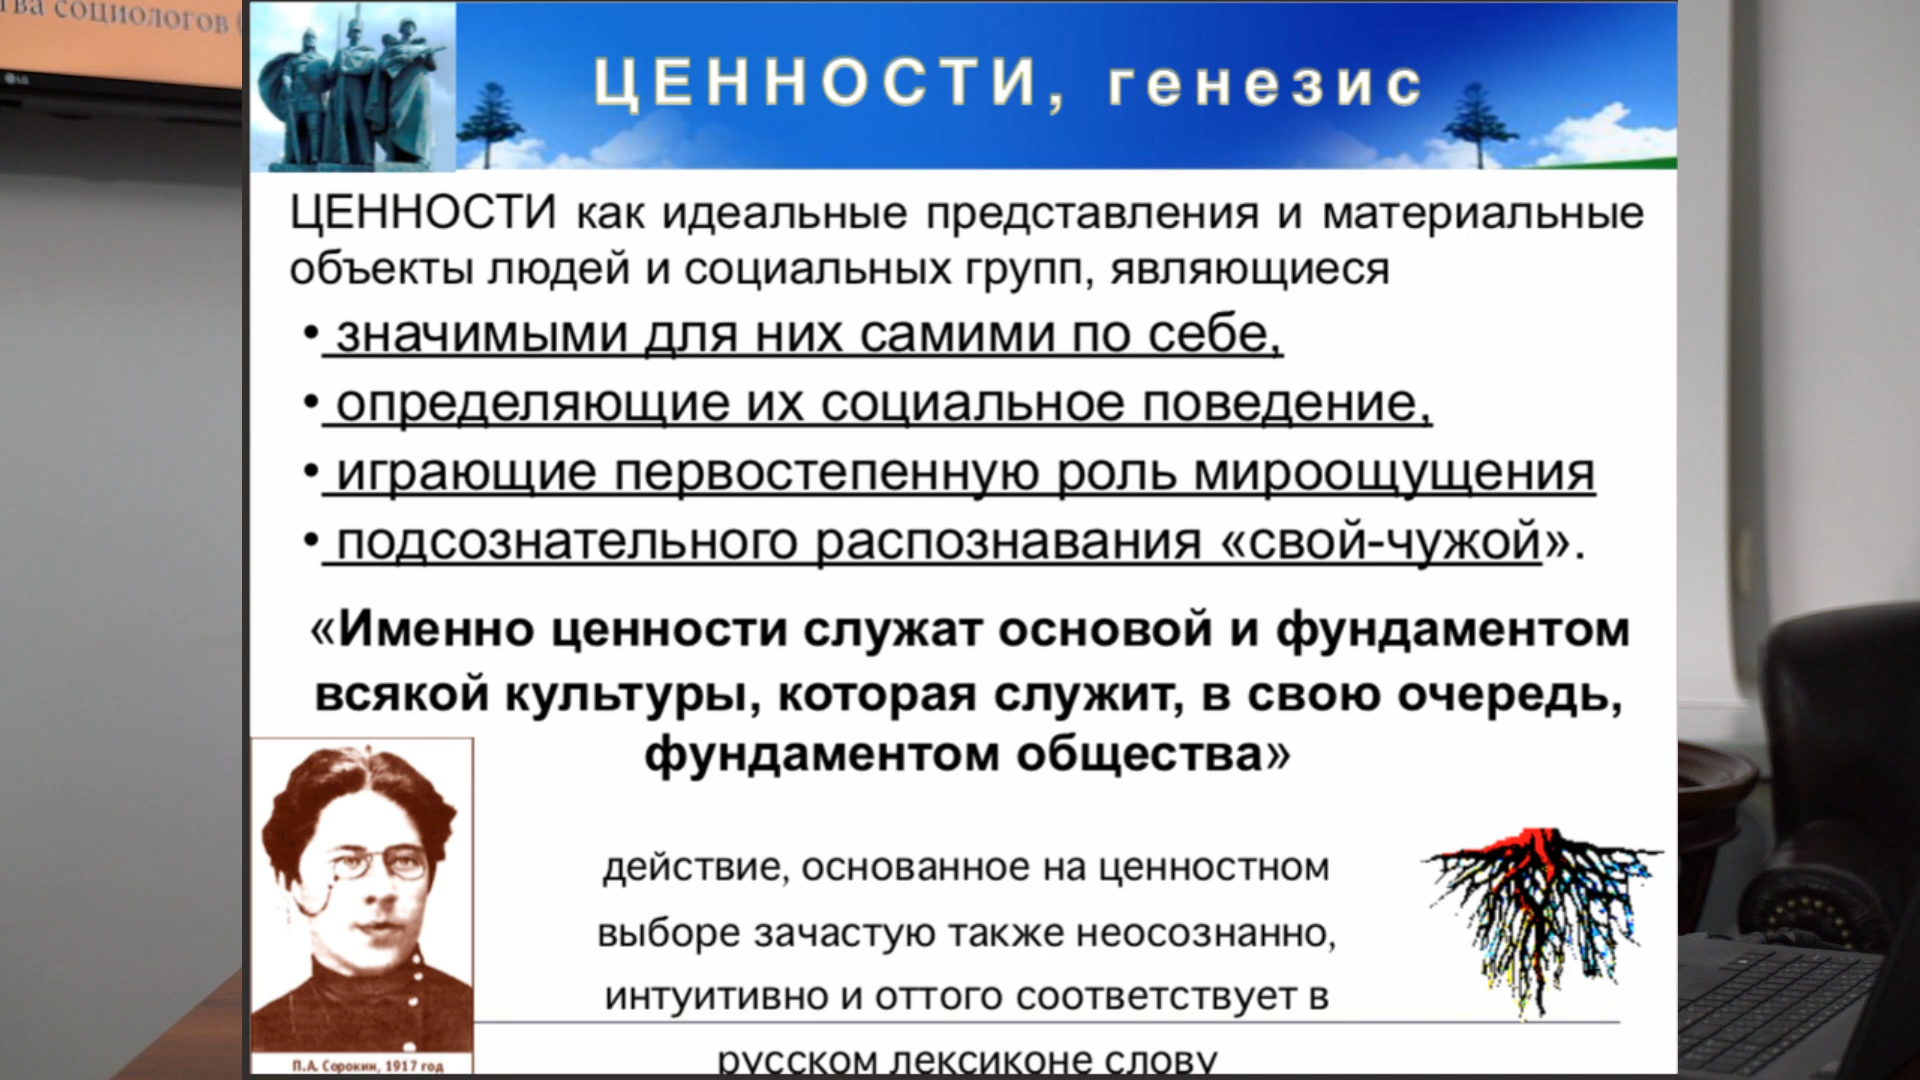 тва социологов (
LG
ЦЕННОСТИ, генезис
ЦЕННОСТИ как идеальные представления и материальные
объекты людей и социальных групп, являющиеся
• значимыми для них самими по себе,
• определяющие их социальное поведение,
• играющие первостепенную роль мироощущения
• подсознательного распознавания «свой-чужой».
«Именно ценности служат основой и фундаментом
всякой культуры, которая служит, в свою очередь,
фундаментом общества»
действие, основанное на ценностном
выборе зачастую также неосознанно,
интуитивно и оттого соответствует в
русском лексиконе слову
П.А. Сорокин, 1917 год